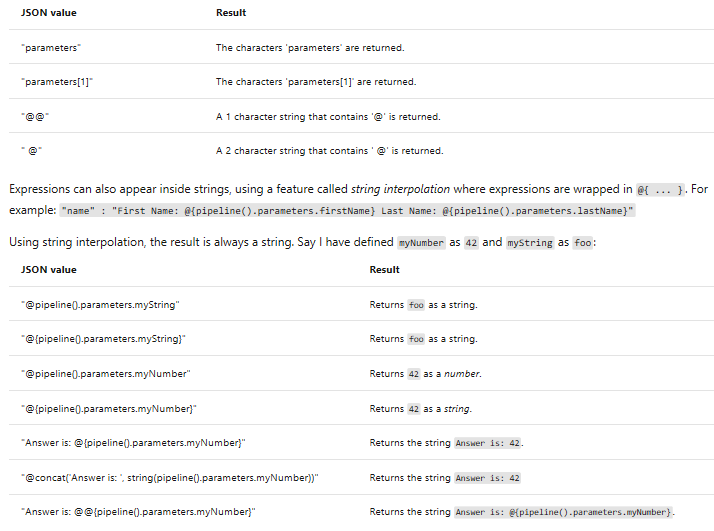 JSON value Result
"parameters" The characters 'parameters' are returned.
"parameters[1]" The characters 'parameters[1]' are returned.
"@@" A 1 character string that contains '@' is returned.
" @" A 2 character string that contains ' @' is returned.
Expressions can also appear inside strings, using a feature called string interpolation where expressions are wrapped in @{ ... }. For
example: "name" : "First Name: @{pipeline().parameters.firstName} Last Name: @{pipeline().parameters.lastName}"
Using string interpolation, the result is always a string. Say I have defined myNumber as 42 and myString as foo:
JSON value Result
"@pipeline().parameters.myString" Returns foo as a string.
"@{pipeline().parameters.myString}" Returns foo as a string.
"@pipeline().parameters.myNumber" Returns 42 as a number.
"@{pipeline().parameters.myNumber}" Returns 42 as a string.
"Answer is: @{pipeline().parameters.myNumber}" Returns the string Answer is: 42.
"@concat('Answer is: ', string(pipeline().parameters.myNumber))" Returns the string Answer is: 42
"Answer is: @@{pipeline().parameters.myNumber}" Returns the string Answer is: @{pipeline().parameters.myNumber}.